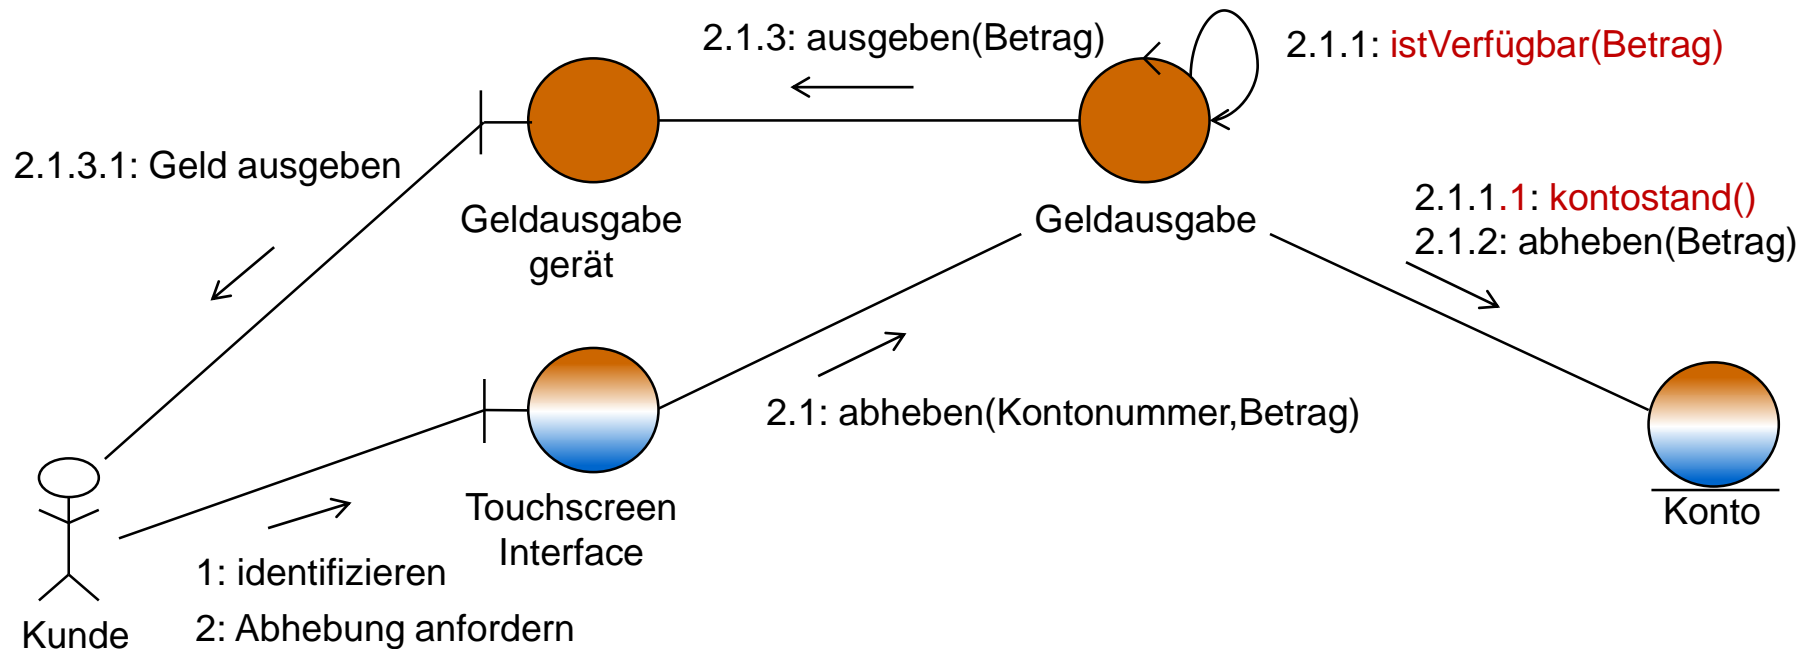 2.1.3: ausgeben(Betrag)
2.1.1: istVerfügbar(Betrag)
2.1.3.1: Geld ausgeben
Geldausgabe
gerät
Geldausgabe
2.1.1.1: kontostand()
2.1.2: abheben(Betrag)
2.1: abheben(Kontonummer,Betrag)
Touchscreen
Interface
Konto
1: identifizieren
2: Abhebung anfordern
Kunde